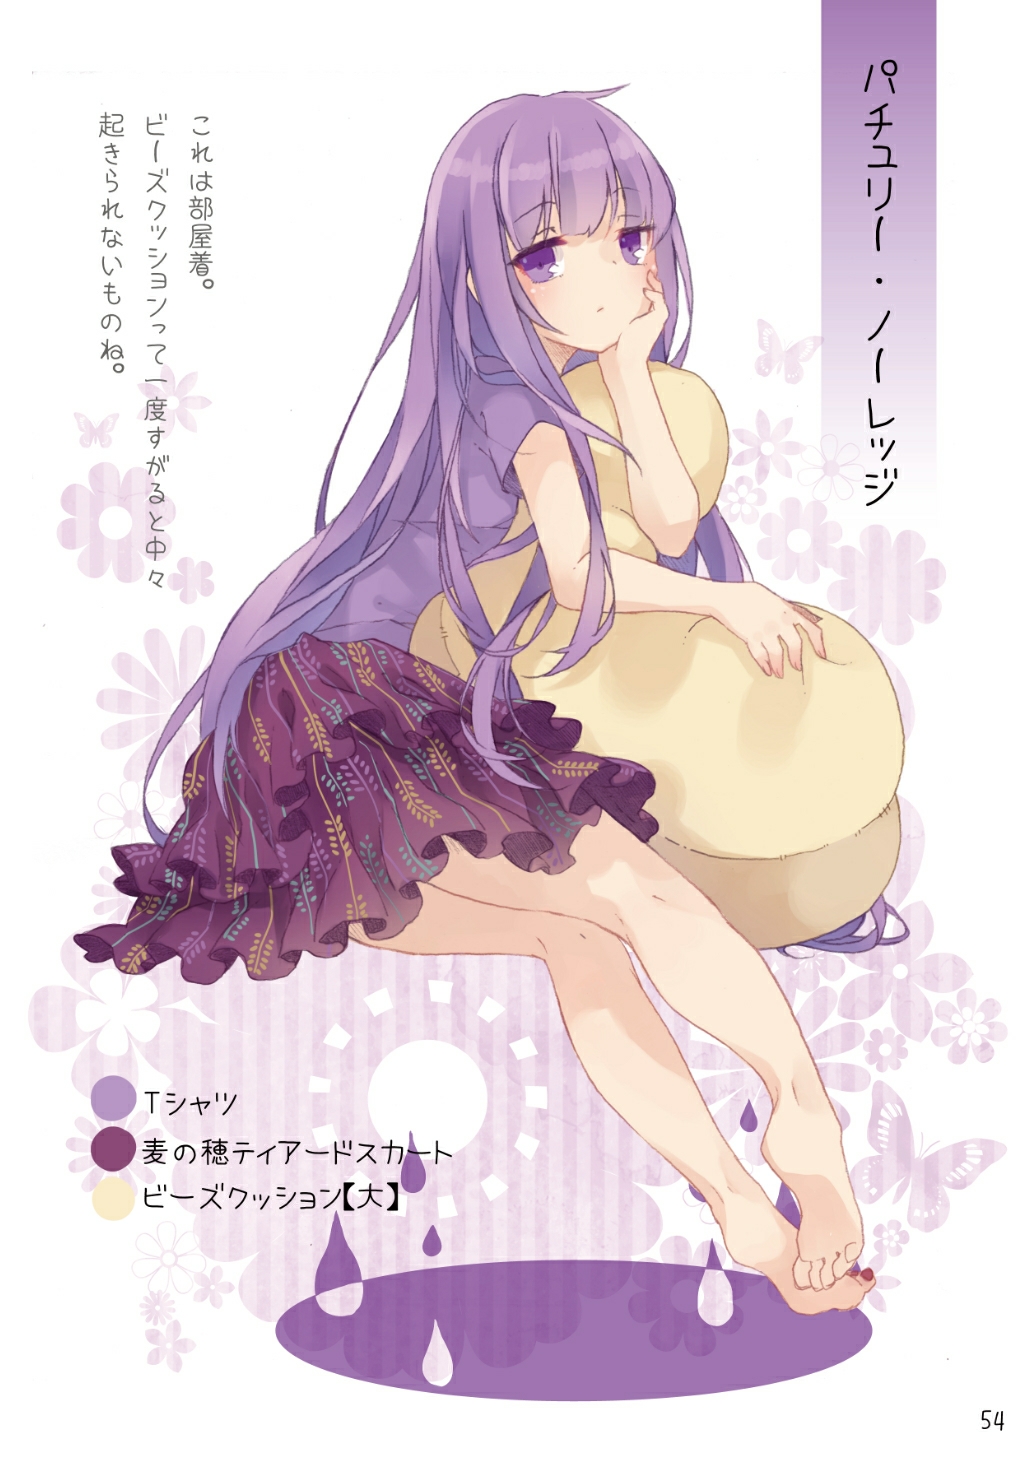 パチュリー・ノーレッジ
これは部屋着。
ビーズクッションって一度すがると中々
起きられないものね。
Tシャツ
麦の穂ティアードスカート
ビーズクッション【大】
54